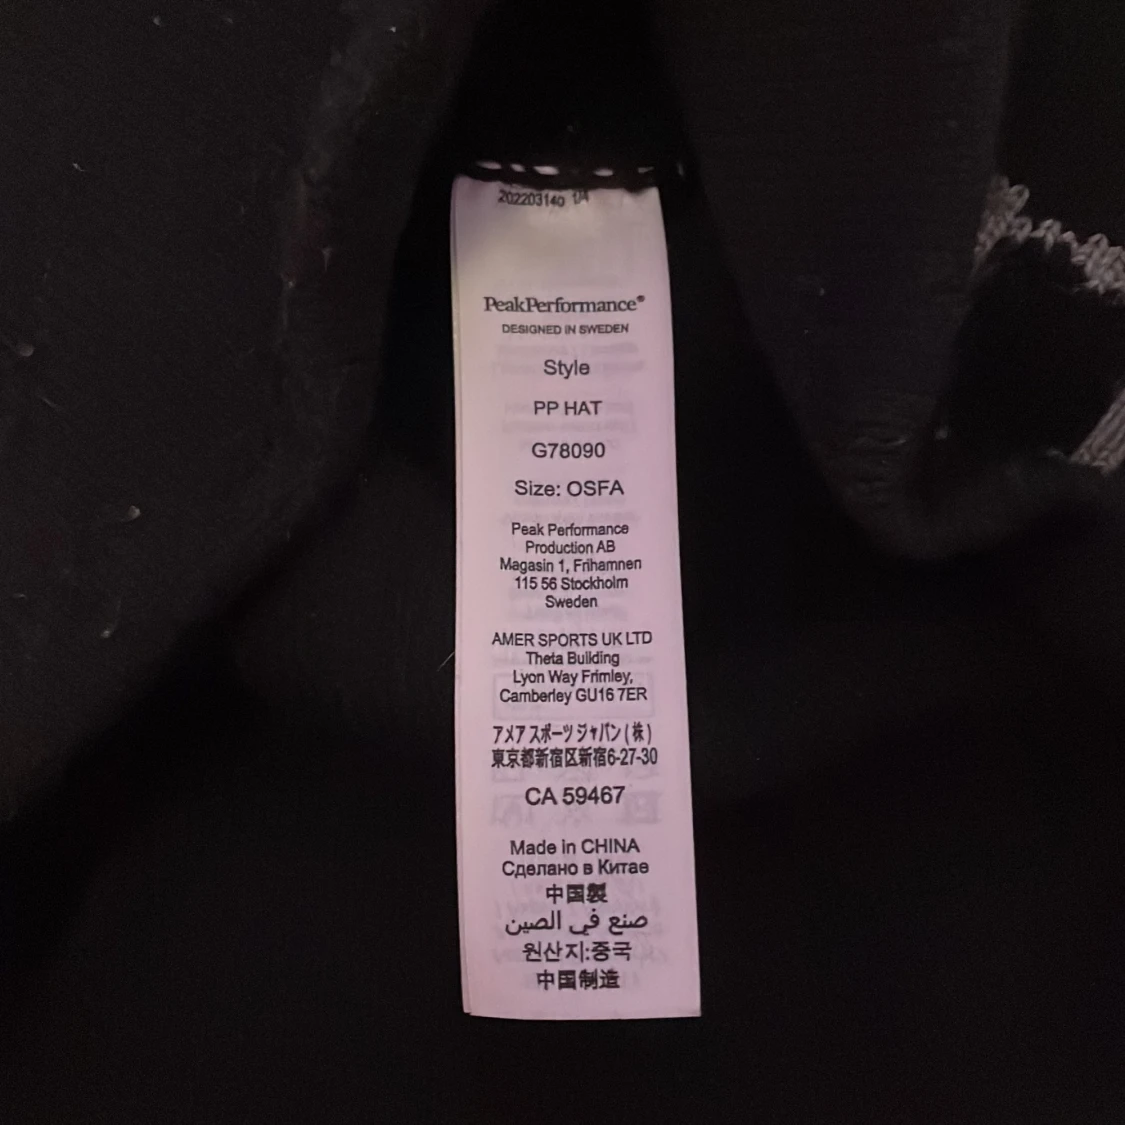 202203140 1/4
PeakPerformance®
DESIGNED IN SWEDEN
Style
PP HAT
G78090
Size: OSFA
Peak Performance
Production AB
Magasin 1, Frihamnen
115 56 Stockholm
Sweden
AMER SPORTS UK LTD
Theta Building
Lyon Way Frimley,
Camberley GU16 7ER
アメア スポーツ ジャパン (株)
東京都新宿区新宿6-27-30
CA 59467
Made in CHINA
Сделано в Китае
中国製
صنع في الصين
원산지:중국
中国制造